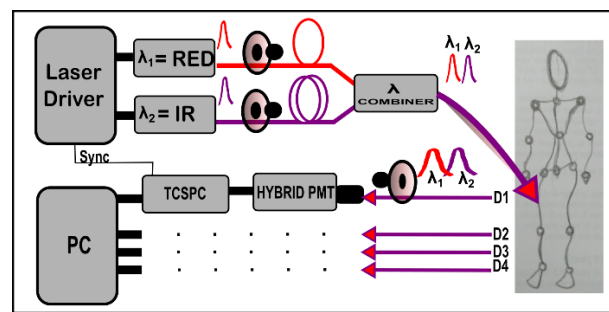 Laser
Driver
λ1 = RED
λ2 = IR
λ
COMBINER
λ1 λ2
Sync
TCSPC
HYBRID PMT
λ1 λ2
PC
D1
D2
D3
D4